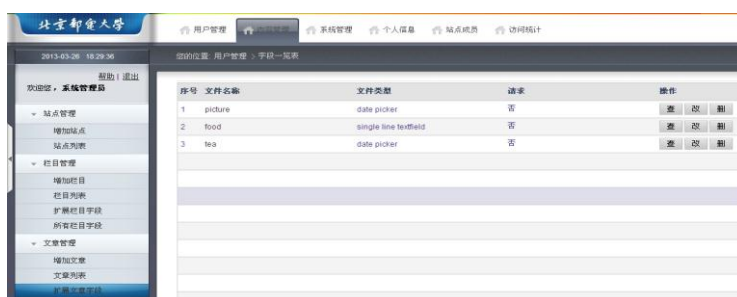 北京邮电大学
用户管理 系统管理 个人信息 站点成员 访问统计
2013-03-26 18:29:36
您的位置: 用户管理 > 字段一览表
帮助 | 退出
欢迎您，系统管理员
序号 文件名称 文件类型 请求 操作
1 picture date picker 否 查 改 删
2 food single line textfield 否 查 改 删
3 tea date picker 否 查 改 删
站点管理
增加站点
站点列表
栏目管理
增加栏目
栏目列表
扩展栏目字段
所有栏目字段
文章管理
增加文章
文章列表
扩展文章字段